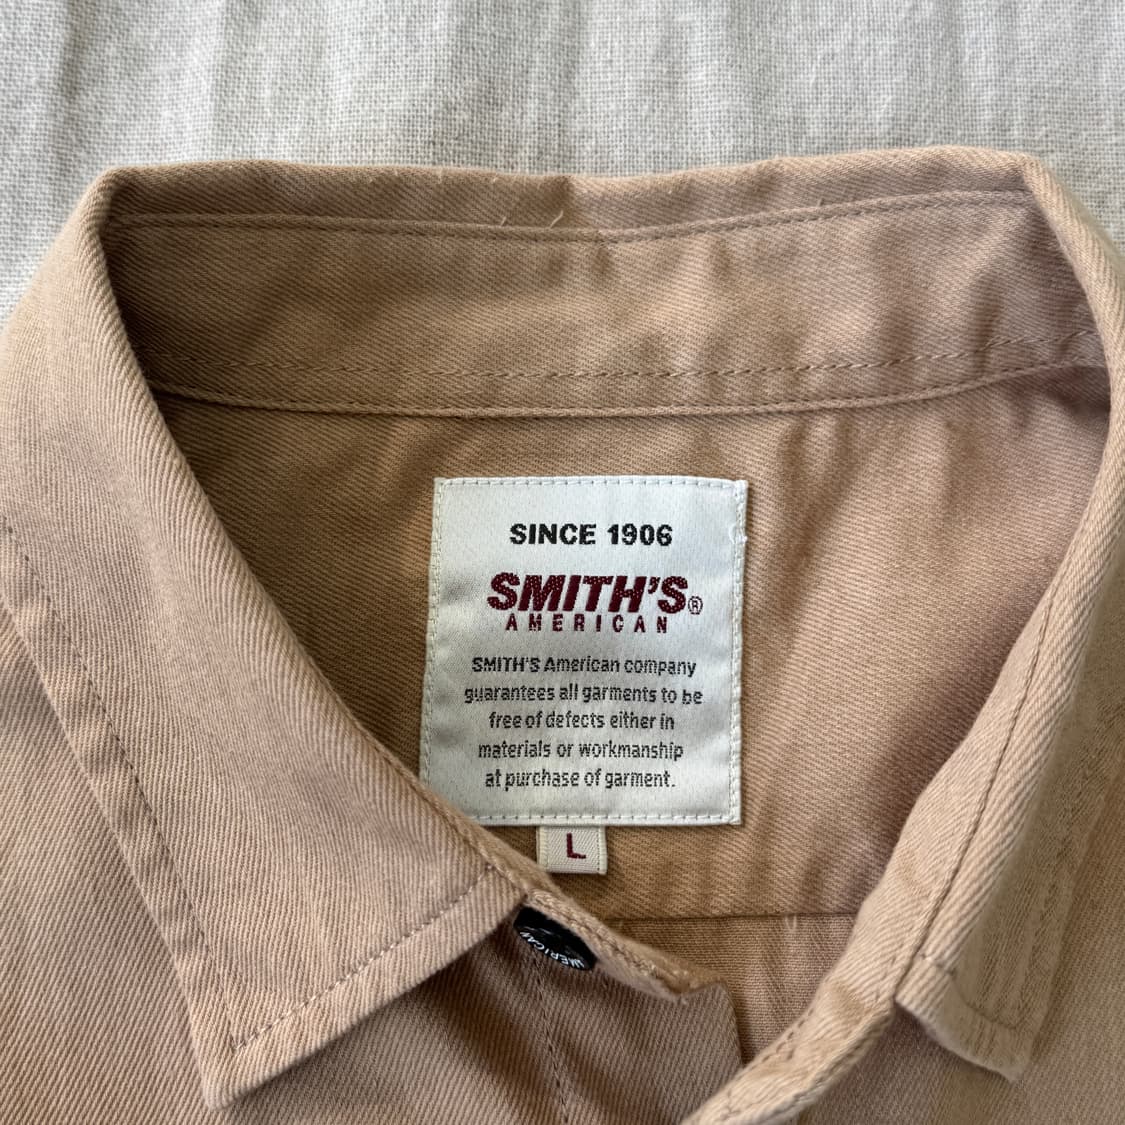 SINCE 1906
SMITH'S®
AMERICAN
SMITH'S American company
guarantees all garments to be
free of defects either in
materials or workmanship
at purchase of garment.
L
AMERICAN